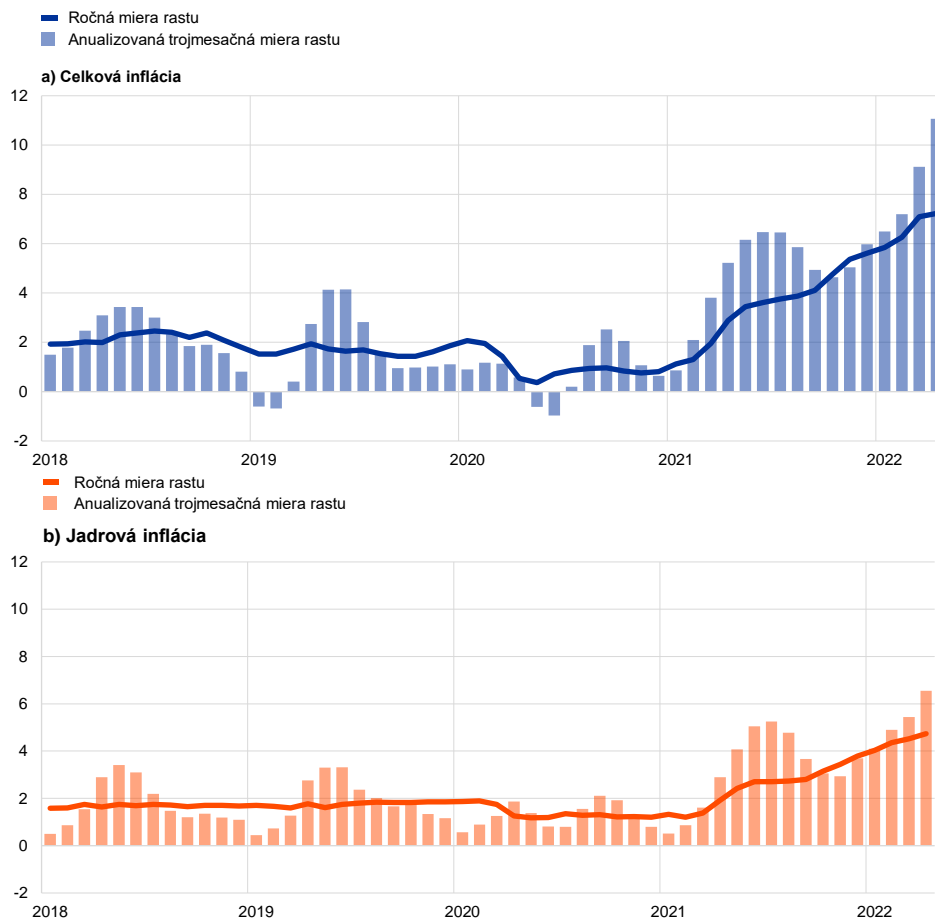 Ročná miera rastu
Anualizovaná trojmesačná miera rastu
a) Celková inflácia
12
10
8
6
4
2
0
-2
2018 2019 2020 2021 2022
Ročná miera rastu
Anualizovaná trojmesačná miera rastu
b) Jadrová inflácia
12
10
8
6
4
2
0
-2
2018 2019 2020 2021 2022